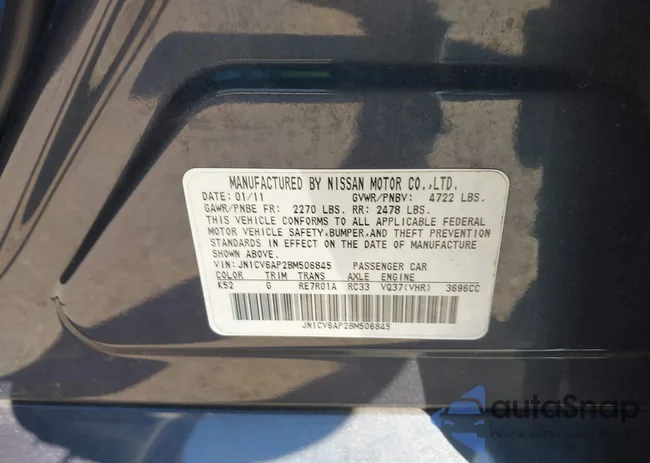 MANUFACTURED BY NISSAN MOTOR CO.,LTD.
DATE: 01/11 GVWR/PNBV: 4722 LBS.
GAWR/PNBE FR: 2270 LBS. RR: 2478 LBS.
THIS VEHICLE CONFORMS TO ALL APPLICABLE FEDERAL
MOTOR VEHICLE SAFETY,BUMPER,AND THEFT PREVENTION
STANDARDS IN EFFECT ON THE DATE OF MANUFACTURE
SHOWN ABOVE.
VIN: JN1CV6AP2BM506845 PASSENGER CAR
COLOR TRIM TRANS AXLE ENGINE
K52 G RE7R01A RC33 VQ37(VHR) 3696CC
JN1CV6AP2BM506845
autoSnap